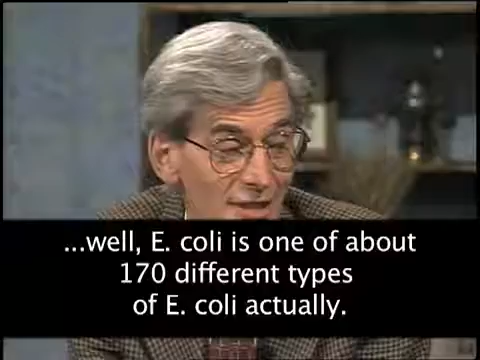 ...well, E. coli is one of about
170 different types
of E. coli actually.